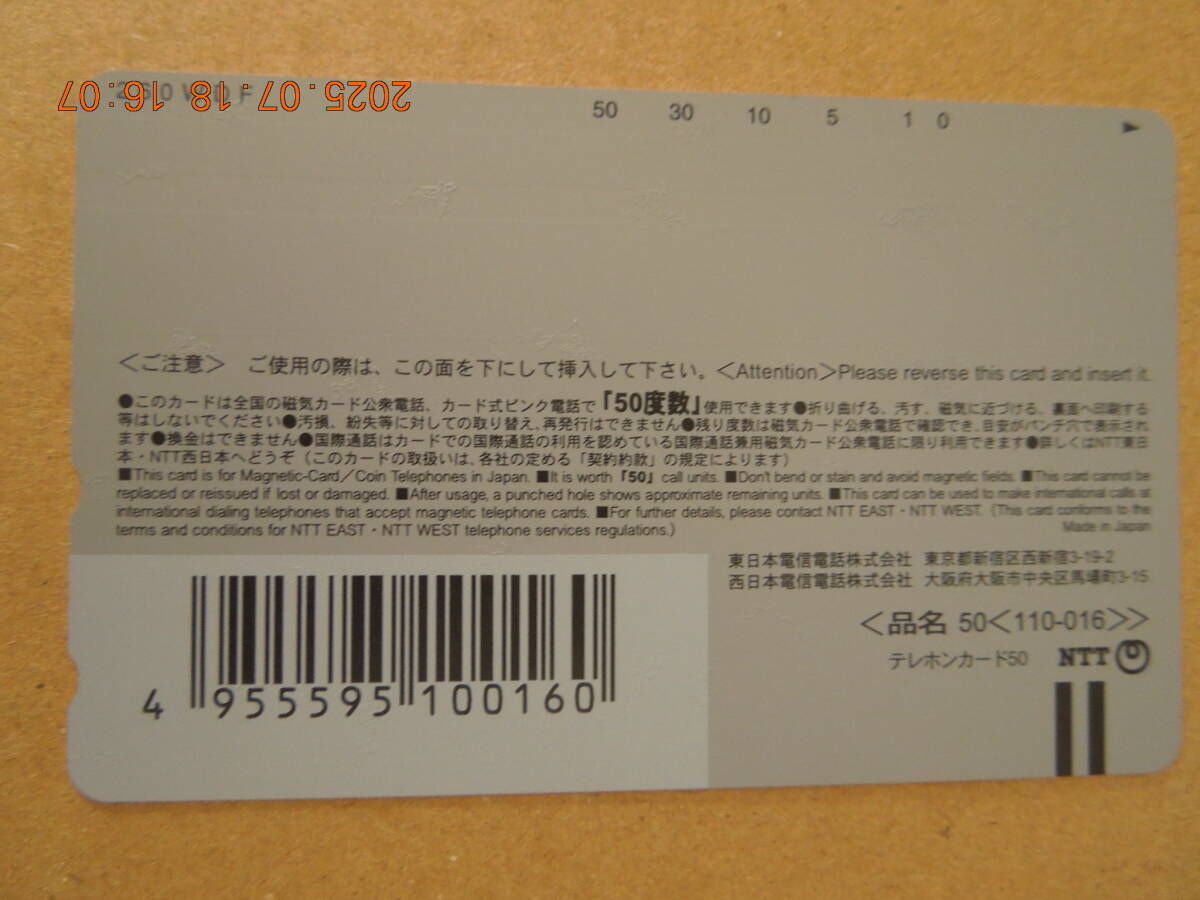 2025.07.18 16:07
50 30 10 5 1 0
<ご注意> ご使用の際は、この面を下にして挿入して下さい。<Attention>Please reverse this card and insert it.
●このカードは全国の磁気カード公衆電話、カード式ピンク電話で「50度数」使用できます●折り曲げる、汚す、磁気に近づける、裏面へ印刷する
等はしないでください●汚損、紛失等に対しての取り替え、再発行はできません●残り度数は磁気カード公衆電話で確認でき、目安がパンチ穴で表示され
ます●換金はできません●国際通話はカードでの国際通話の利用を認めている国際通話兼用磁気カード公衆電話に限り利用できます●詳しくはNTT東日
本・NTT西日本へどうぞ（このカードの取扱いは、各社の定める「契約約款」の規定によります）
■This card is for Magnetic-Card/Coin Telephones in Japan. ■It is worth「50」call units. ■Don't bend or stain and avoid magnetic fields. ■This card cannot be
replaced or reissued if lost or damaged. ■After usage, a punched hole shows approximate remaining units. ■This card can be used to make international calls at
international dialing telephones that accept magnetic telephone cards. ■For further details, please contact NTT EAST・NTT WEST. (This card conforms to the
terms and conditions for NTT EAST・NTT WEST telephone services regulations.)
Made in Japan
東日本電信電話株式会社 東京都新宿区西新宿3-19-2
西日本電信電話株式会社 大阪府大阪市中央区馬場町3-15
<品名 50<110-016>>
テレホンカード50 NTT
4 955595 100160